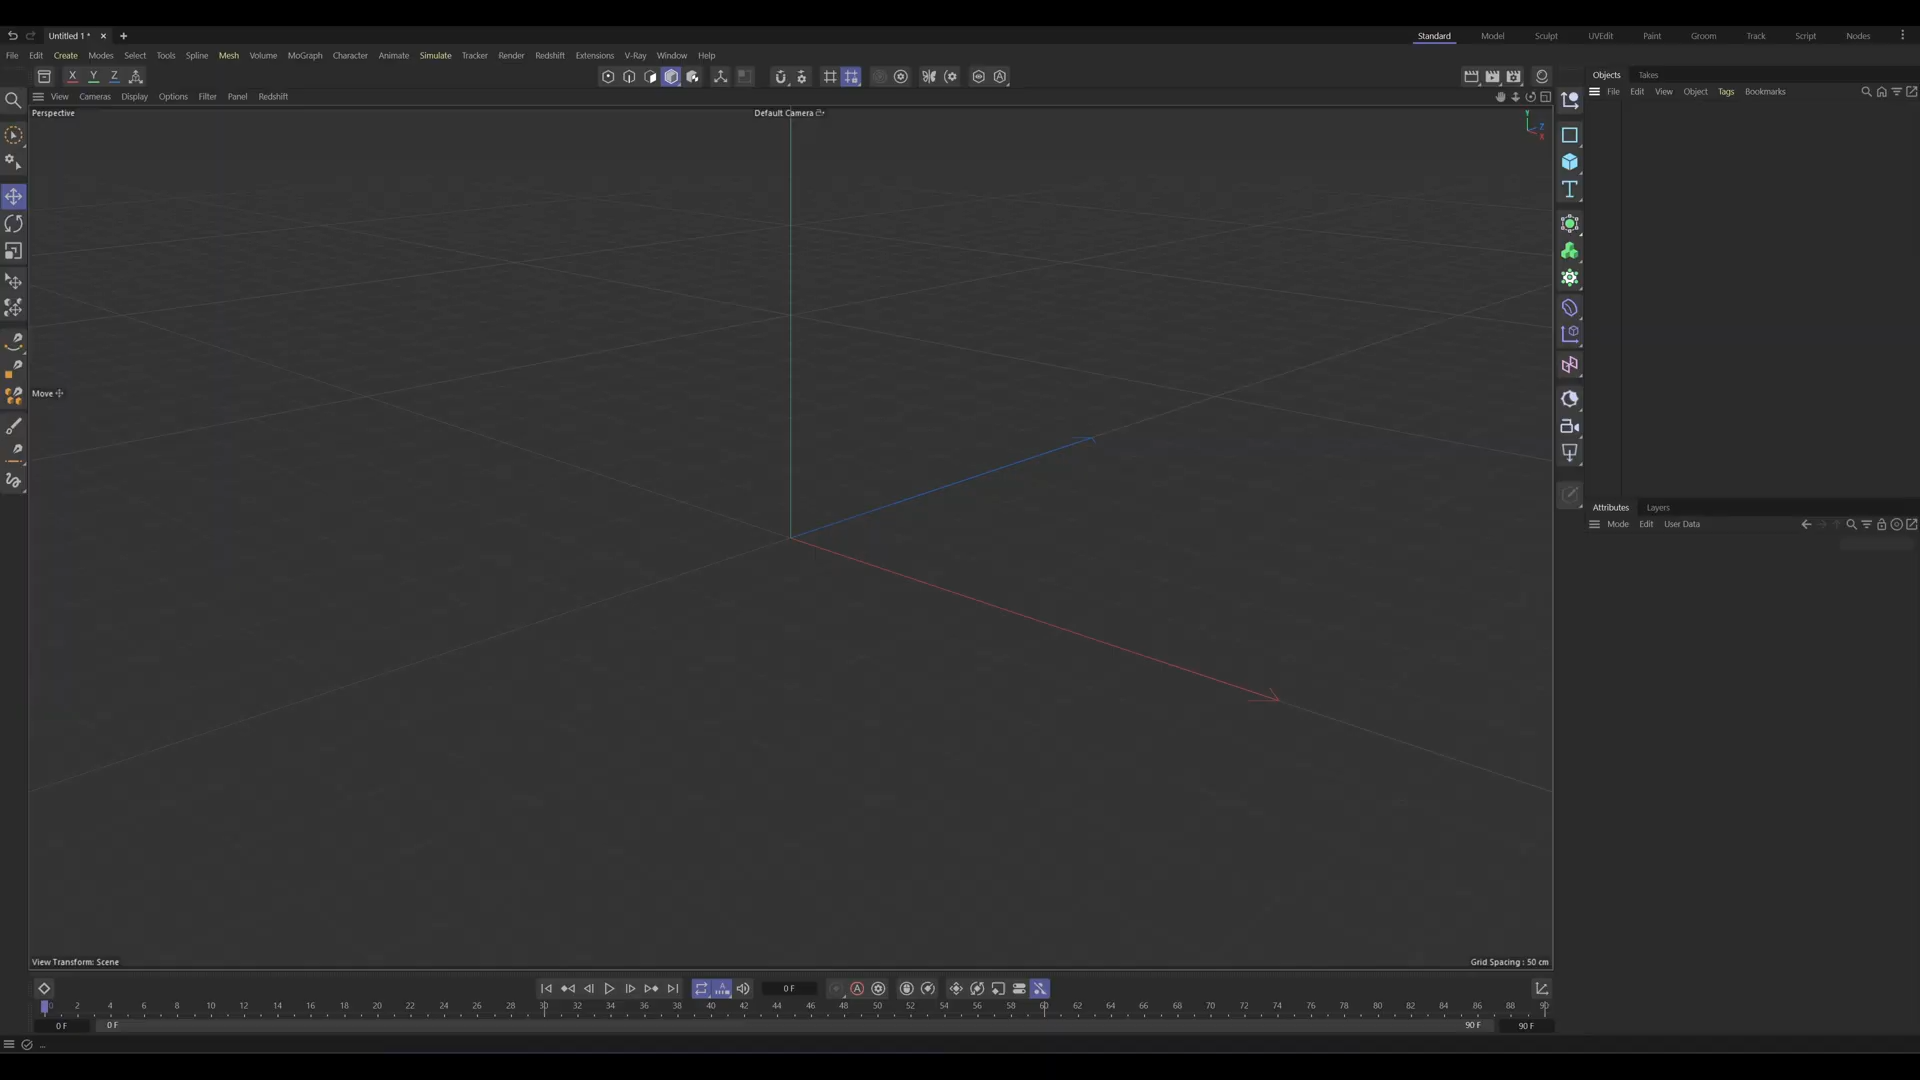 Untitled 1 *
Standard Model Sculpt UVEdit Paint Groom Track Script Nodes
File Edit Create Modes Select Tools Spline Mesh Volume MoGraph Character Animate Simulate Tracker Render Redshift Extensions V-Ray Window Help
X Y Z
Objects Takes
File Edit View Object Tags Bookmarks
View Cameras Display Options Filter Panel Redshift
Perspective
Default Camera
Y
Z
X
Move
Attributes Layers
Mode Edit User Data
View Transform: Scene
Grid Spacing : 50 cm
0 F
0 2 4 6 8 10 12 14 16 18 20 22 24 26 28 30 32 34 36 38 40 42 44 46 48 50 52 54 56 58 60 62 64 66 68 70 72 74 76 78 80 82 84 86 88 90
0 F 0 F 90 F 90 F
...